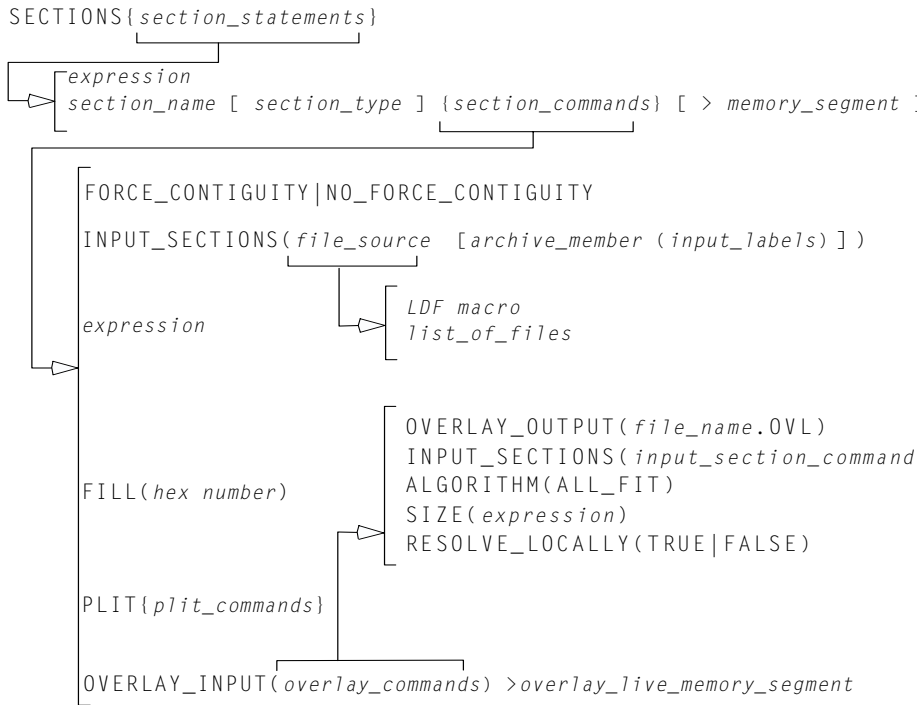 SECTIONS{section_statements}
expression
section_name [ section_type ] {section_commands} [ > memory_segment ]
FORCE_CONTIGUITY|NO_FORCE_CONTIGUITY
INPUT_SECTIONS(file_source [archive_member (input_labels) ] )
LDF macro
list_of_files
expression
OVERLAY_OUTPUT(file_name.OVL)
INPUT_SECTIONS(input_section_command
ALGORITHM(ALL_FIT)
SIZE(expression)
RESOLVE_LOCALLY(TRUE|FALSE)
FILL(hex number)
PLIT{plit_commands}
OVERLAY_INPUT(overlay_commands) >overlay_live_memory_segment